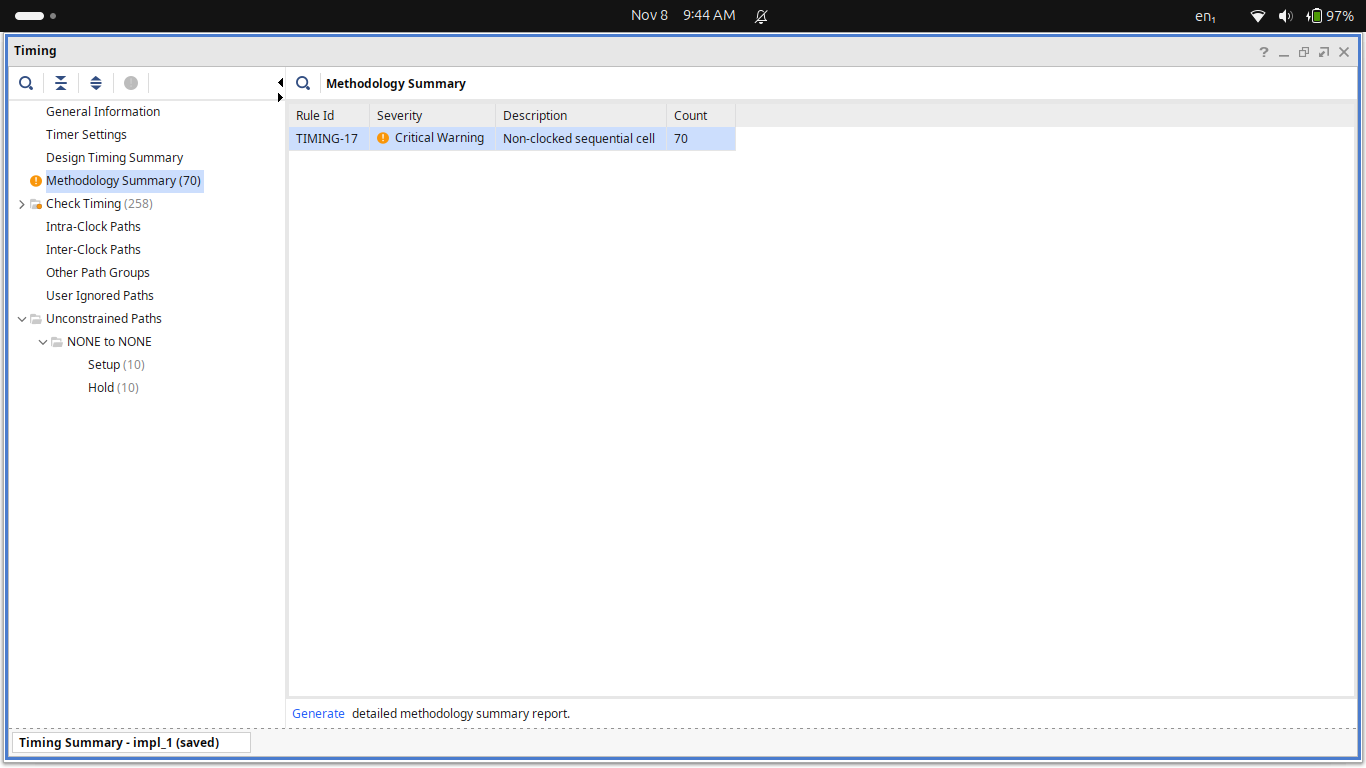 Nov 8 9:44 AM
en₁ 97%
Timing
Methodology Summary
General Information
Timer Settings
Design Timing Summary
Methodology Summary (70)
Check Timing (258)
Intra-Clock Paths
Inter-Clock Paths
Other Path Groups
User Ignored Paths
Unconstrained Paths
NONE to NONE
Setup (10)
Hold (10)
Rule Id Severity Description Count
TIMING-17 Critical Warning Non-clocked sequential cell 70
Generate detailed methodology summary report.
Timing Summary - impl_1 (saved)